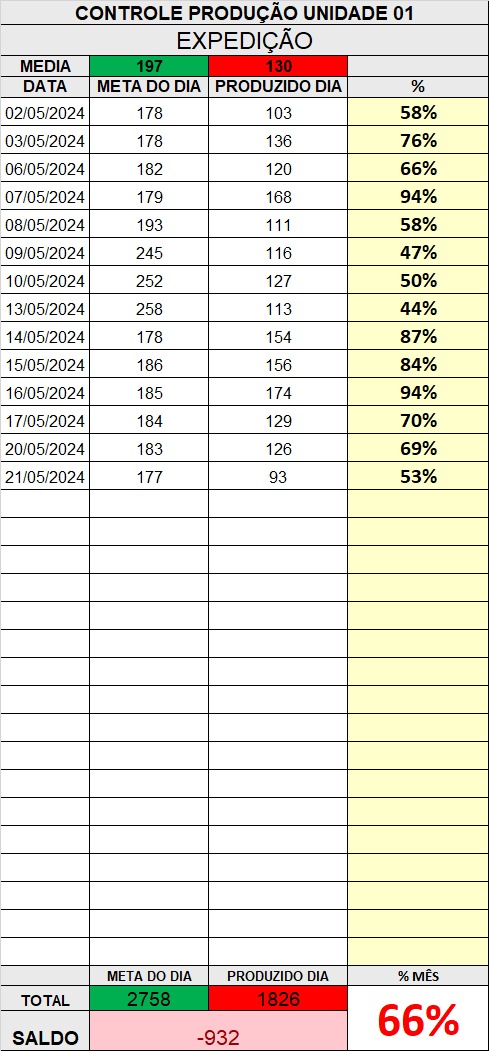 CONTROLE PRODUÇÃO UNIDADE 01
EXPEDIÇÃO
MEDIA 197 130
DATA META DO DIA PRODUZIDO DIA %
02/05/2024 178 103 58%
03/05/2024 178 136 76%
06/05/2024 182 120 66%
07/05/2024 179 168 94%
08/05/2024 193 111 58%
09/05/2024 245 116 47%
10/05/2024 252 127 50%
13/05/2024 258 113 44%
14/05/2024 178 154 87%
15/05/2024 186 156 84%
16/05/2024 185 174 94%
17/05/2024 184 129 70%
20/05/2024 183 126 69%
21/05/2024 177 93 53%
META DO DIA PRODUZIDO DIA % MÊS
TOTAL 2758 1826 66%
SALDO -932